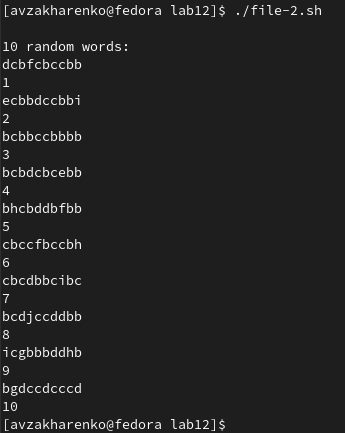 [avzakharenko@fedora lab12]$ ./file-2.sh
10 random words:
dcbfcbccbb
1
ecbbdccbbi
2
bcbbccbbbb
3
bcbdcbcebb
4
bhcbddbfbb
5
cbccfbccbh
6
cbcdbbcibc
7
bcdjccddbb
8
icgbbbddhb
9
bgdccdcccd
10
[avzakharenko@fedora lab12]$